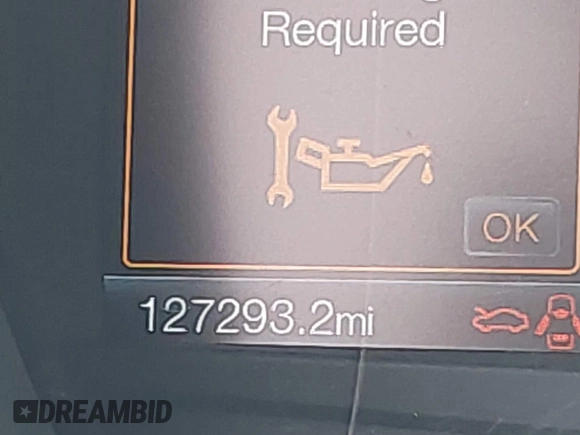 Required
OK
127293.2mi
DREAMBID